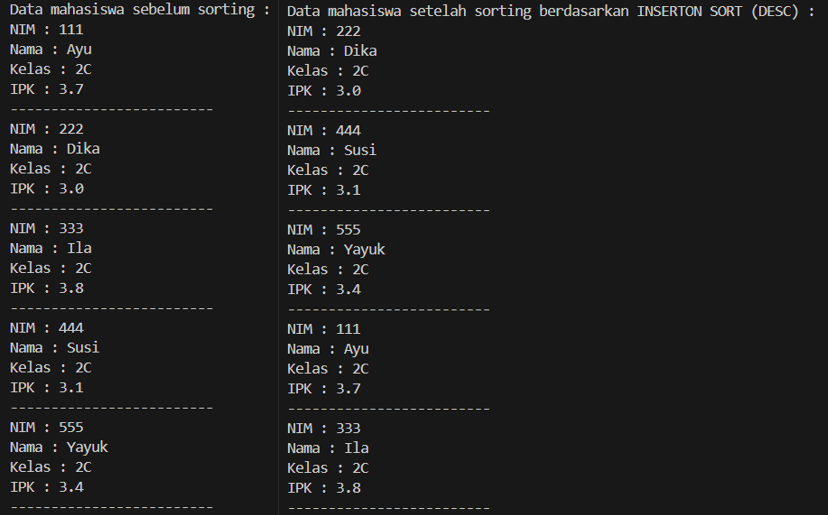 Data mahasiswa sebelum sorting :
NIM : 111
Nama : Ayu
Kelas : 2C
IPK : 3.7
-------------------------
NIM : 222
Nama : Dika
Kelas : 2C
IPK : 3.0
-------------------------
NIM : 333
Nama : Ila
Kelas : 2C
IPK : 3.8
-------------------------
NIM : 444
Nama : Susi
Kelas : 2C
IPK : 3.1
-------------------------
NIM : 555
Nama : Yayuk
Kelas : 2C
IPK : 3.4
-------------------------
Data mahasiswa setelah sorting berdasarkan INSERTON SORT (DESC) :
NIM : 222
Nama : Dika
Kelas : 2C
IPK : 3.0
-------------------------
NIM : 444
Nama : Susi
Kelas : 2C
IPK : 3.1
-------------------------
NIM : 555
Nama : Yayuk
Kelas : 2C
IPK : 3.4
-------------------------
NIM : 111
Nama : Ayu
Kelas : 2C
IPK : 3.7
-------------------------
NIM : 333
Nama : Ila
Kelas : 2C
IPK : 3.8
-------------------------